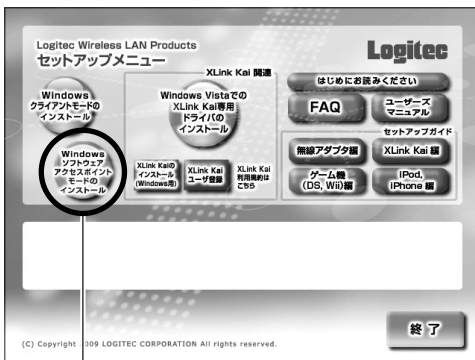 Logitec Wireless LAN Products
セットアップメニュー
Logitec
Windows
クライアントモードの
インストール
Windows
ソフトウェア
アクセスポイント
モードの
インストール
XLink Kai 関連
Windows Vistaでの
XLink Kai専用
ドライバの
インストール
XLink Kaiの
インストール
(Windows用)
XLink Kai
ユーザ登録
XLink Kai
利用規約は
こちら
はじめにお読みください
FAQ
ユーザーズ
マニュアル
セットアップガイド
無線アダプタ編
XLink Kai 編
ゲーム機
(DS, Wii)編
iPod,
iPhone 編
終了
(C) Copyright 09 LOGITEC CORPORATION All rights reserved.